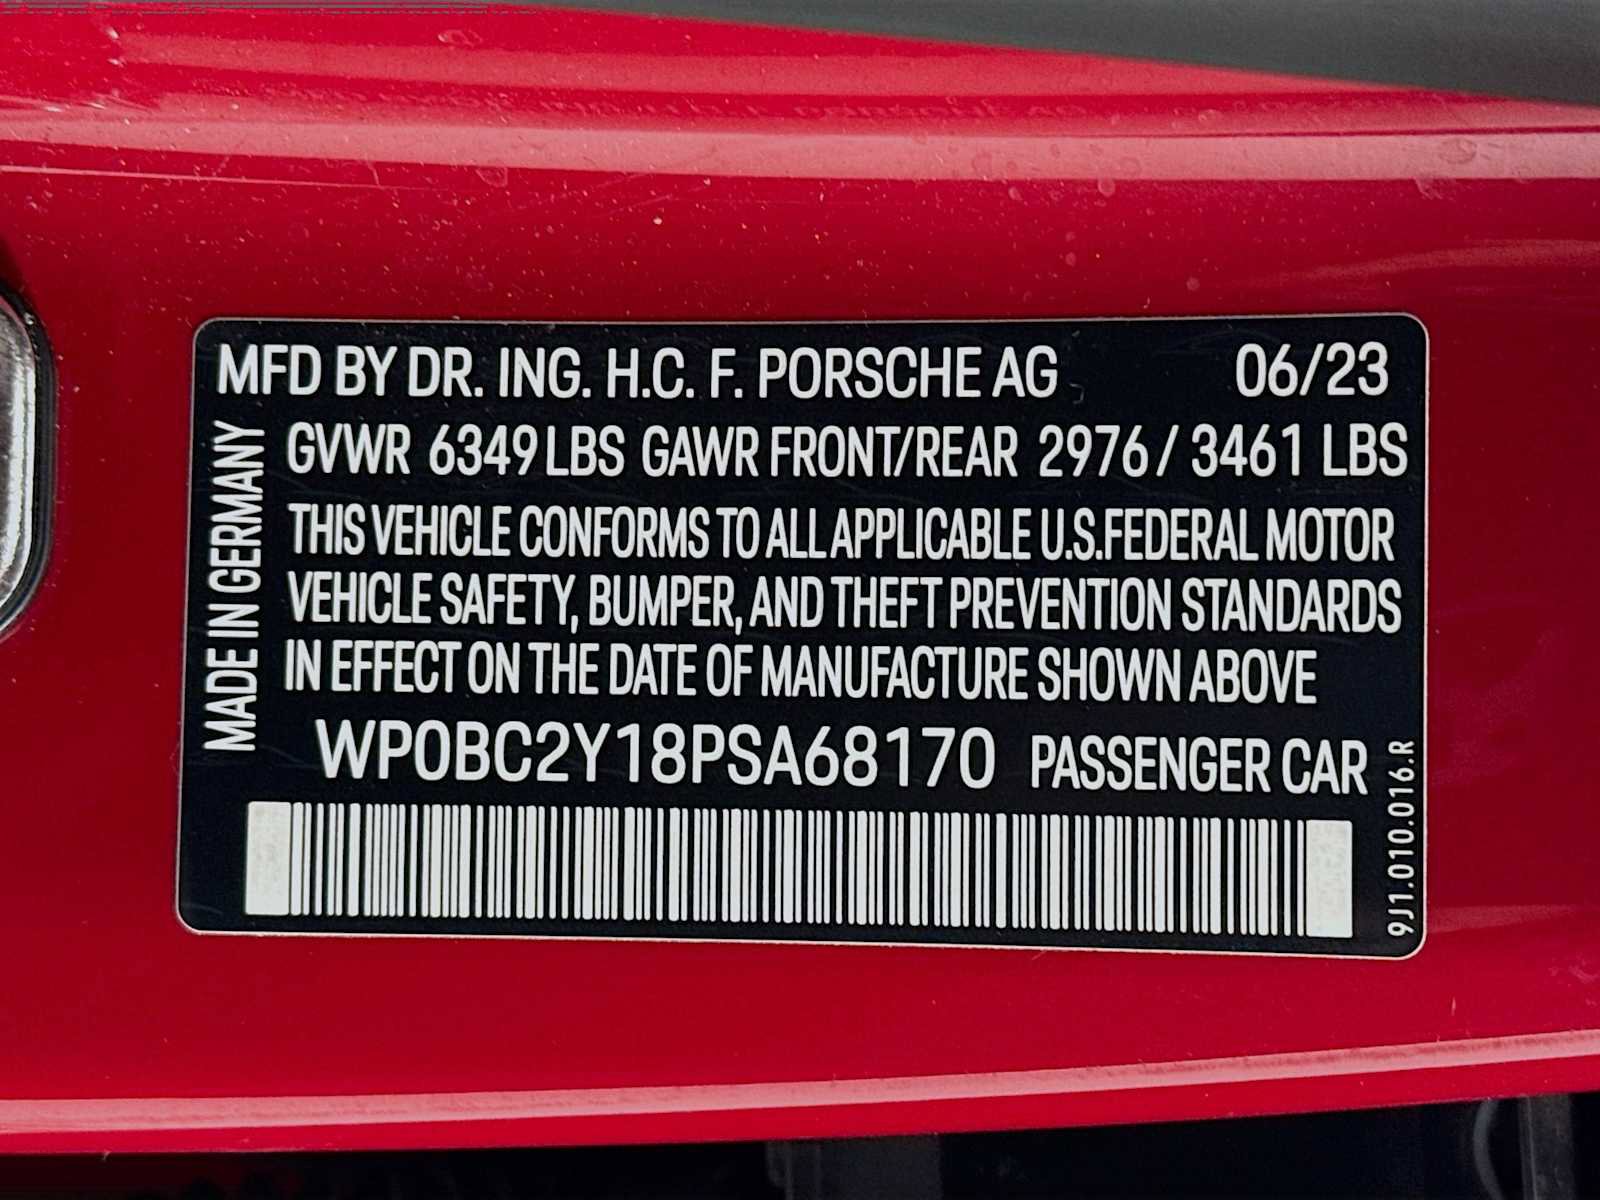 MFD BY DR. ING. H.C. F. PORSCHE AG 06/23
GVWR 6349 LBS GAWR FRONT/REAR 2976 / 3461 LBS
THIS VEHICLE CONFORMS TO ALL APPLICABLE U.S.FEDERAL MOTOR
VEHICLE SAFETY, BUMPER, AND THEFT PREVENTION STANDARDS
IN EFFECT ON THE DATE OF MANUFACTURE SHOWN ABOVE
WP0BC2Y18PSA68170 PASSENGER CAR
MADE IN GERMANY
9J1.010.016.R